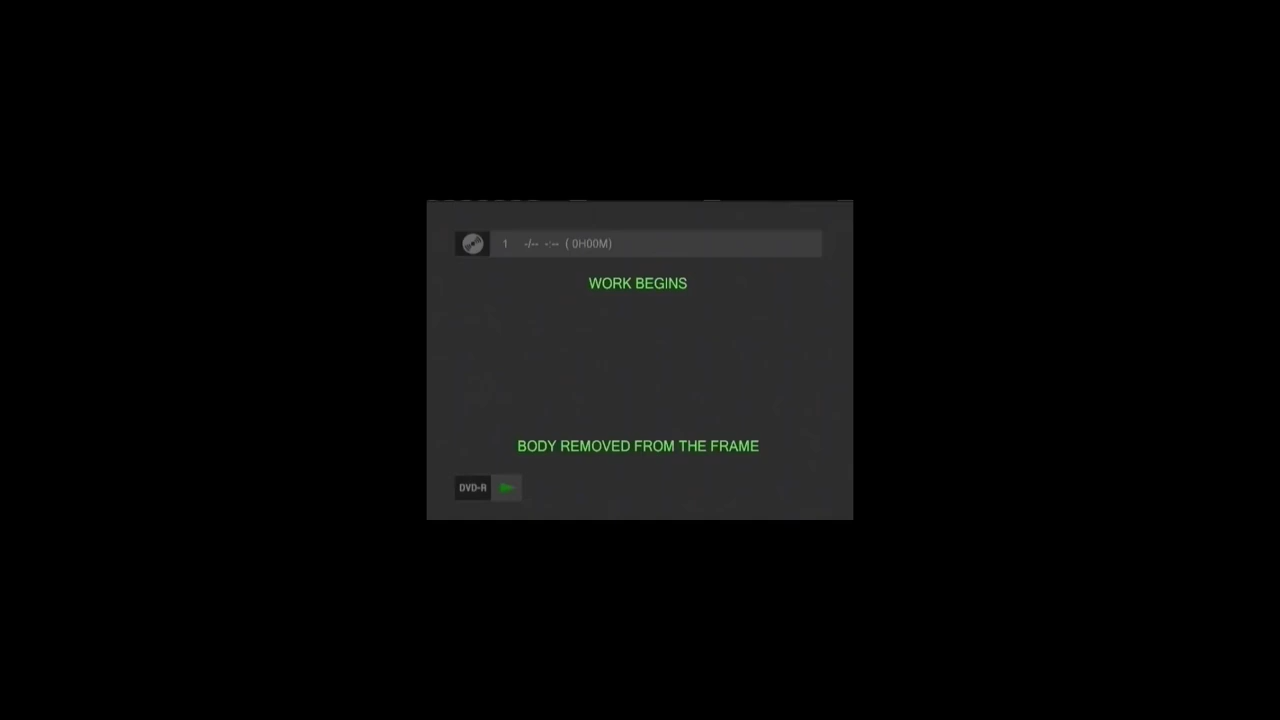 1 -/-- -:-- ( 0H00M)
WORK BEGINS
BODY REMOVED FROM THE FRAME
DVD-R